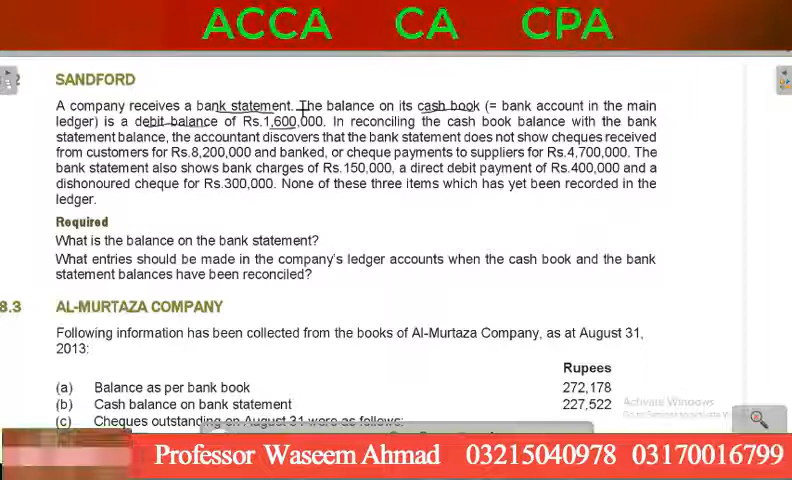 ACCA CA CPA
SANDFORD
A company receives a bank statement. The balance on its cash book (= bank account in the main
ledger) is a debit balance of Rs.1,600,000. In reconciling the cash book balance with the bank
statement balance, the accountant discovers that the bank statement does not show cheques received
from customers for Rs.8,200,000 and banked, or cheque payments to suppliers for Rs.4,700,000. The
bank statement also shows bank charges of Rs.150,000, a direct debit payment of Rs.400,000 and a
dishonoured cheque for Rs.300,000. None of these three items which has yet been recorded in the
ledger.
Required
What is the balance on the bank statement?
What entries should be made in the company's ledger accounts when the cash book and the bank
statement balances have been reconciled?
8.3 AL-MURTAZA COMPANY
Following information has been collected from the books of Al-Murtaza Company, as at August 31,
2013:
Rupees
(a) Balance as per bank book 272,178
(b) Cash balance on bank statement 227,522
Activate Windows
(c) Cheques outstanding on August 31 were as follows:
Professor Waseem Ahmad 03215040978 03170016799